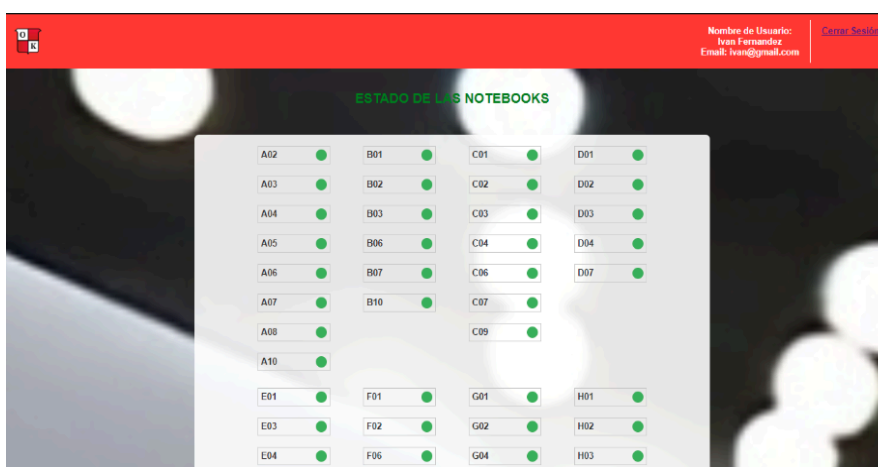 O
K
Nombre de Usuario:
Ivan Fernandez
Email: Ivan@gmail.com
Cerrar Sesión
ESTADO DE LAS NOTEBOOKS
A02 B01 C01 D01
A03 B02 C02 D02
A04 B03 C03 D03
A05 B06 C04 D04
A06 B07 C06 D07
A07 B10 C07
A08 C09
A10
E01 F01 G01 H01
E03 F02 G02 H02
E04 F06 G04 H03